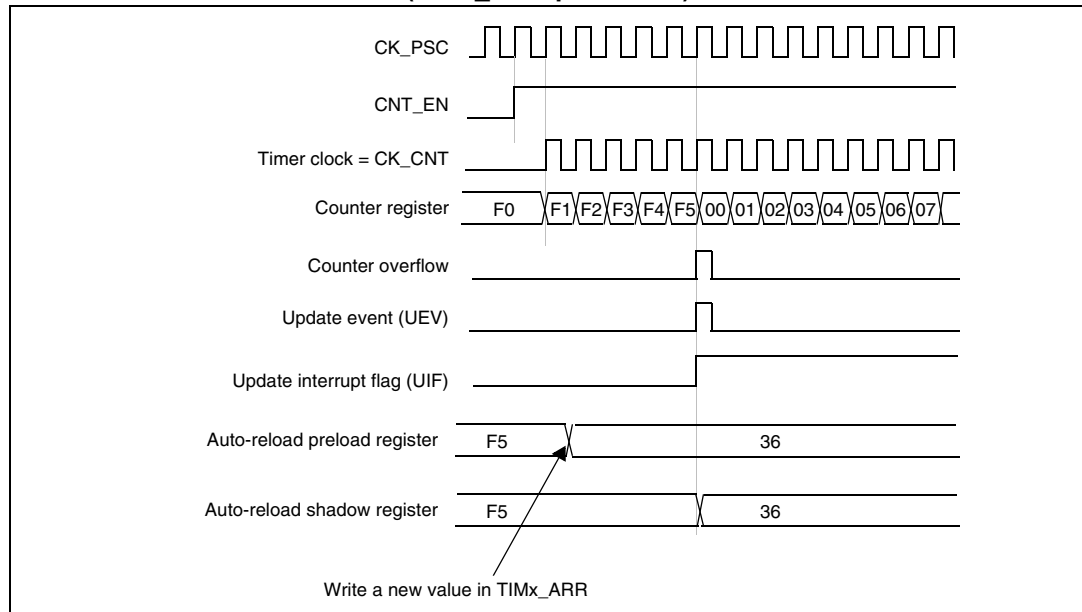 CK_PSC
CNT_EN
Timer clock = CK_CNT
Counter register F0 F1 F2 F3 F4 F5 00 01 02 03 04 05 06 07
Counter overflow
Update event (UEV)
Update interrupt flag (UIF)
Auto-reload preload register F5 36
Auto-reload shadow register F5 36
Write a new value in TIMx_ARR